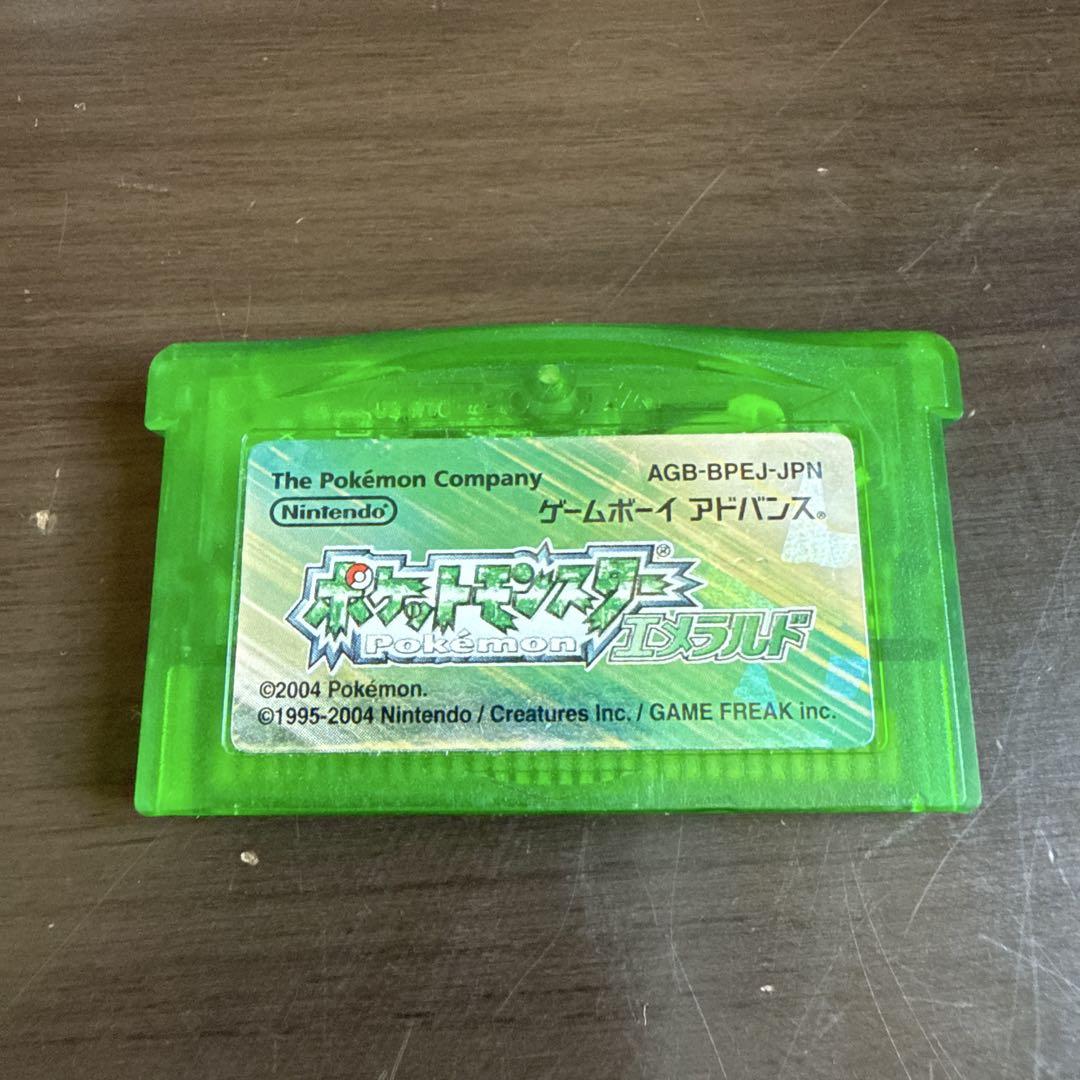 The Pokémon Company
AGB-BPEJ-JPN
Nintendo®
ゲームボーイ アドバンス®
ポケットモンスター®
Pokémon
エメラルド
©2004 Pokémon.
©1995-2004 Nintendo / Creatures Inc. / GAME FREAK inc.